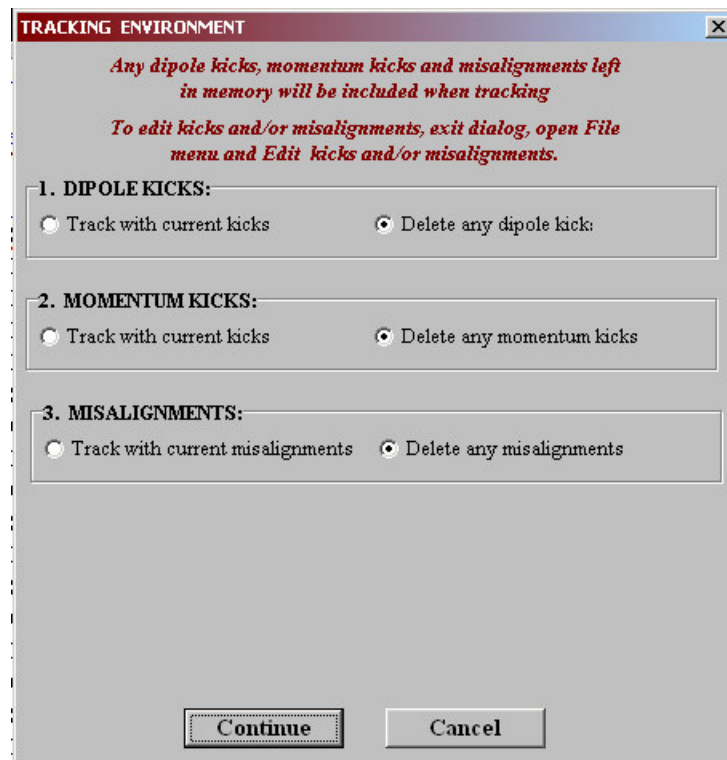 TRACKING ENVIRONMENT
Any dipole kicks, momentum kicks and misalignments left
in memory will be included when tracking
To edit kicks and/or misalignments, exit dialog, open File
menu and Edit kicks and/or misalignments.
1. DIPOLE KICKS:
Track with current kicks Delete any dipole kick
2. MOMENTUM KICKS:
Track with current kicks Delete any momentum kicks
3. MISALIGNMENTS:
Track with current misalignments Delete any misalignments
Continue Cancel